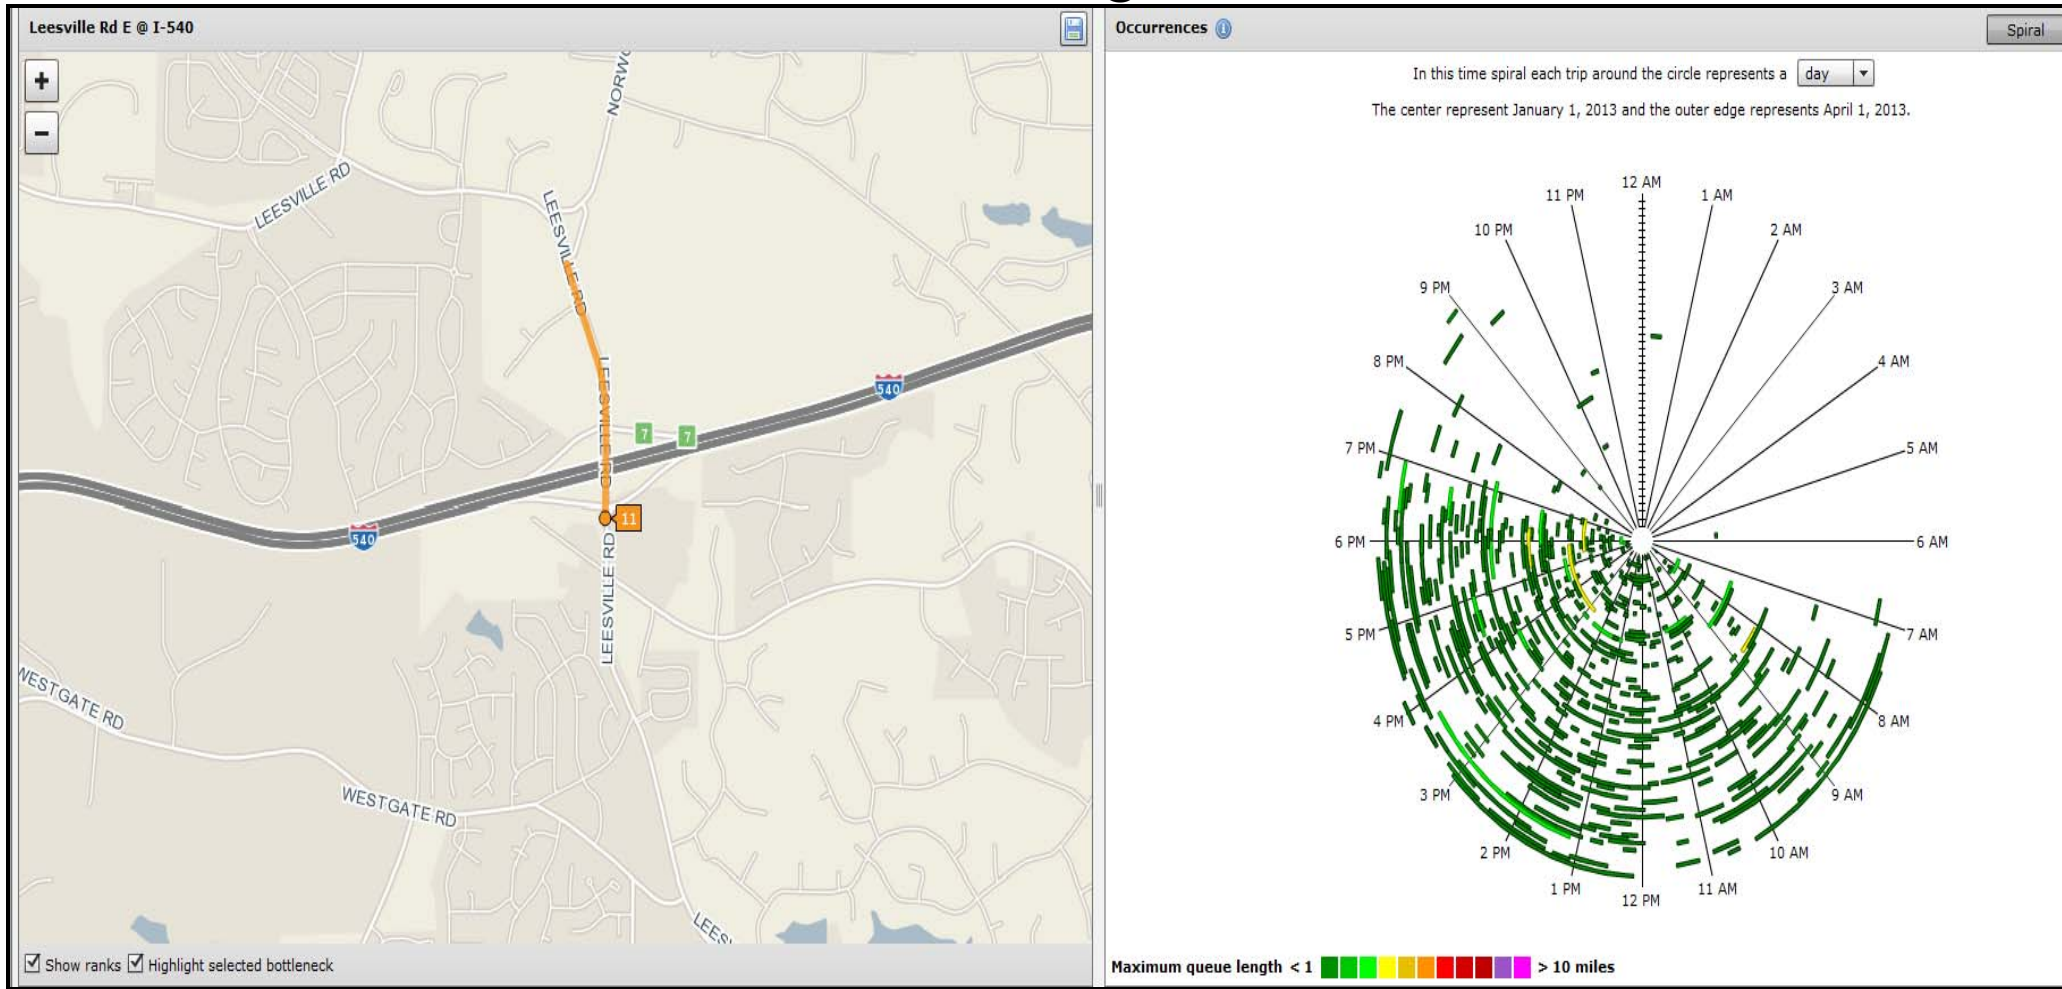 Leesville Rd E @ I-540
+
−
NORWO
LEESVILLE RD
LEESVILLE RD
LEESVILLE RD
540
7
7
540
11
LEESVILLE RD
WESTGATE RD
WESTGATE RD
LEES
Show ranks
Highlight selected bottleneck
Occurrences
Spiral
In this time spiral each trip around the circle represents a day
The center represent January 1, 2013 and the outer edge represents April 1, 2013.
12 AM
11 PM
1 AM
10 PM
2 AM
9 PM
3 AM
8 PM
4 AM
7 PM
5 AM
6 PM
6 AM
5 PM
7 AM
4 PM
8 AM
3 PM
9 AM
2 PM
10 AM
1 PM
11 AM
12 PM
Maximum queue length < 1 > 10 miles